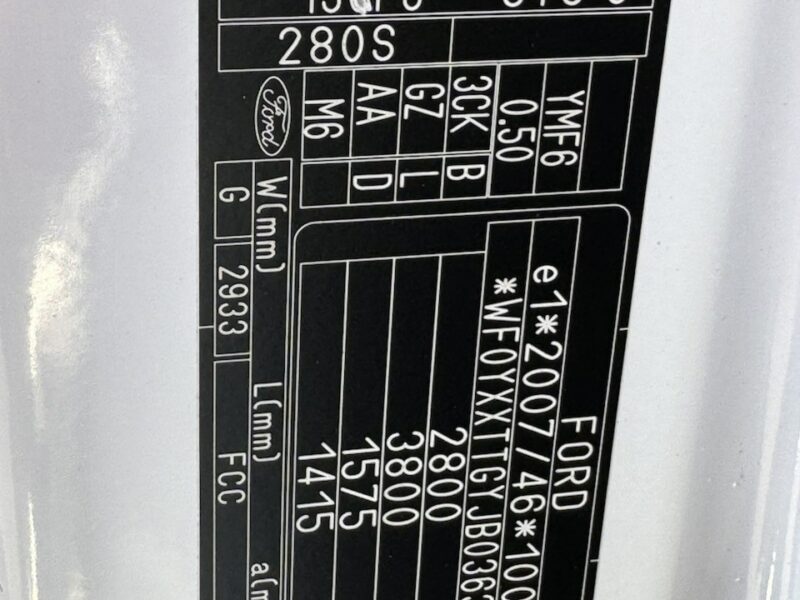 280S
Ford
YMF6
0.50
3CK B
GZ L
AA D
M6
FORD
e1*2007/46*100
*WF0YXXTTGYJB036
2800
3800
1575
1415
W(mm) L(mm)
G 2933 FCC